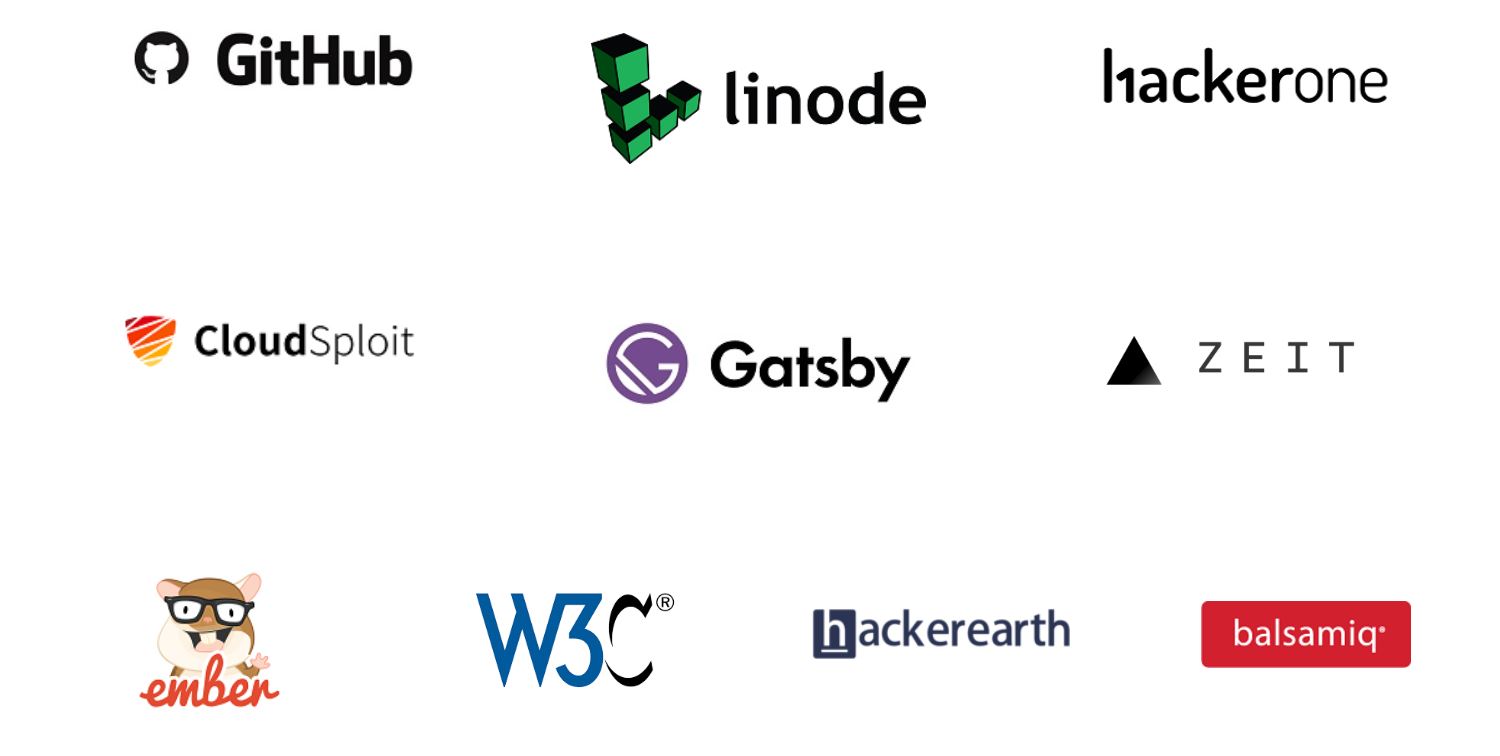 GitHub
linode
hackerone
CloudSploit
Gatsby
ZEIT
ember
W3C®
hackerearth
balsamiq®